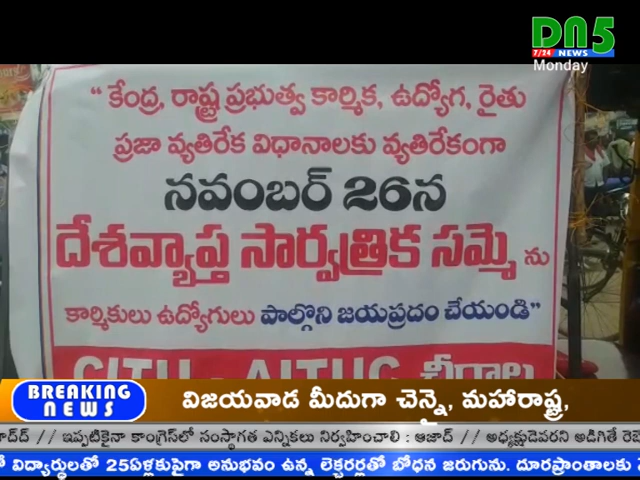 DN5
7/24 NEWS
Monday
“ కేంద్ర, రాష్ట్ర ప్రభుత్వ కార్మిక, ఉద్యోగ, రైతు
ప్రజా వ్యతిరేక విధానాలకు వ్యతిరేకంగా
నవంబర్ 26న
దేశవ్యాప్త సార్వత్రిక సమ్మె ను
కార్మికులు ఉద్యోగులు పాల్గొని జయప్రదం చేయండి”
CITU - AITUC చీరాల
BREAKING NEWS
విజయవాడ మీదుగా చెన్నై, మహారాష్ట్ర,
// ఇప్పటికైనా కాంగ్రెస్‌లో సంస్థాగత ఎన్నికలు నిర్వహించాలి : ఆజాద్ // అధ్యక్షుడెవరని అడిగితే
విద్యార్థులతో 25ఏళ్లకుపైగా అనుభవం ఉన్న లెక్చరర్లతో బోధన జరుగును. దూరప్రాంతాలకు